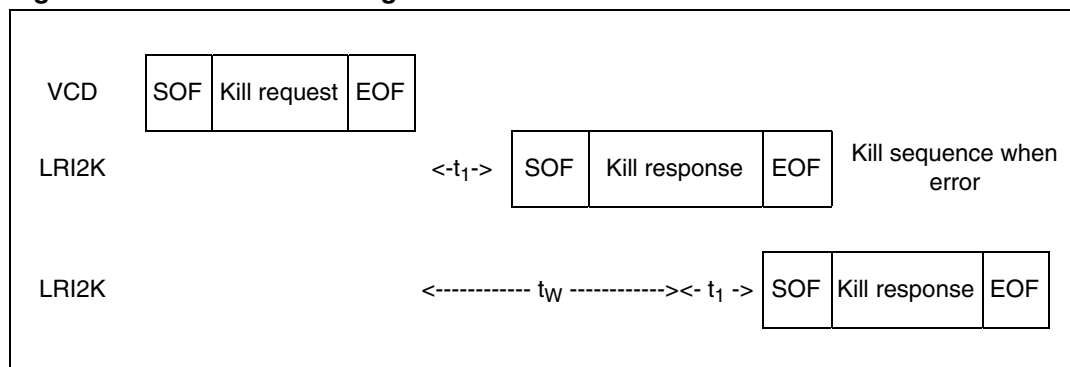 VCD SOF Kill request EOF
LRI2K <-t1-> SOF Kill response EOF Kill sequence when
error
LRI2K <------------ tW ------------><- t1 -> SOF Kill response EOF